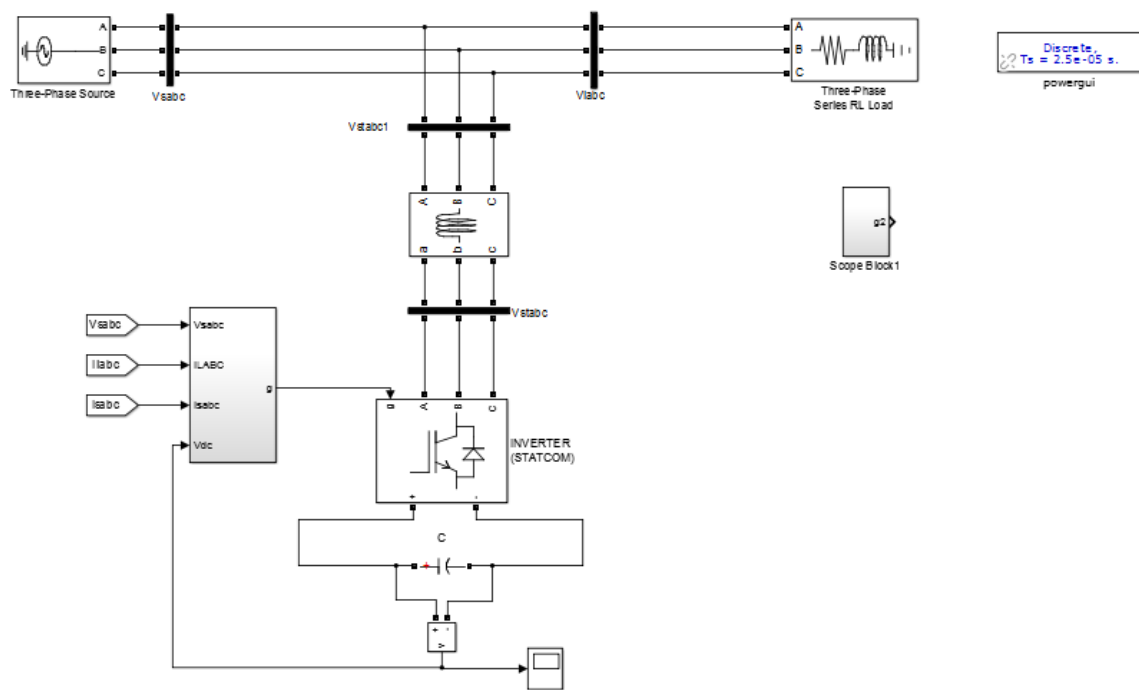 A
B
C
Three-Phase Source
Vsabc
Vlabc
A
B
C
Three-Phase
Series RL Load
Discrete,
Ts = 2.5e-05 s.
powergui
Vstabc1
A B C
a b c
g2
Scope Block1
Vstabc
Vsabc
Ilabc
Isabc
Vsabc
ILABC
Isabc
Vdc
g
g A B C
INVERTER
(STATCOM)
+ -
C
+
+ -
v